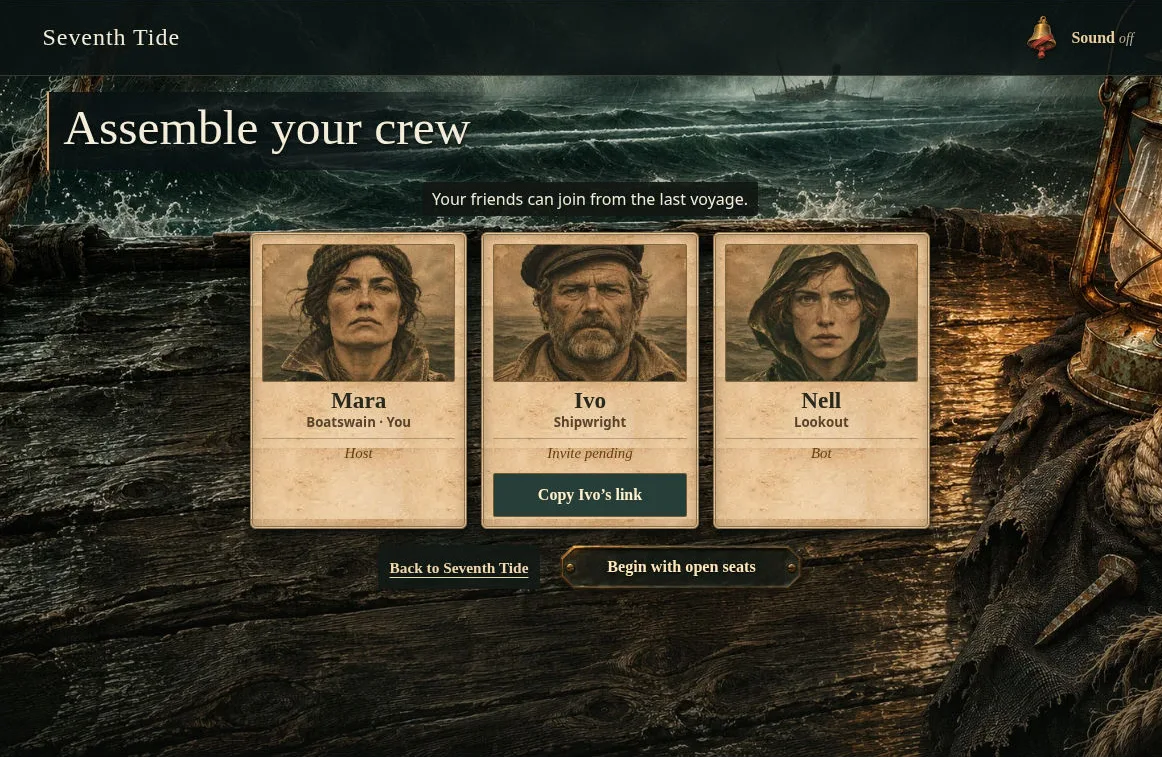 Seventh Tide
Sound off
Assemble your crew
Your friends can join from the last voyage.
Mara
Boatswain · You
Host
Ivo
Shipwright
Invite pending
Copy Ivo’s link
Nell
Lookout
Bot
Back to Seventh Tide
Begin with open seats